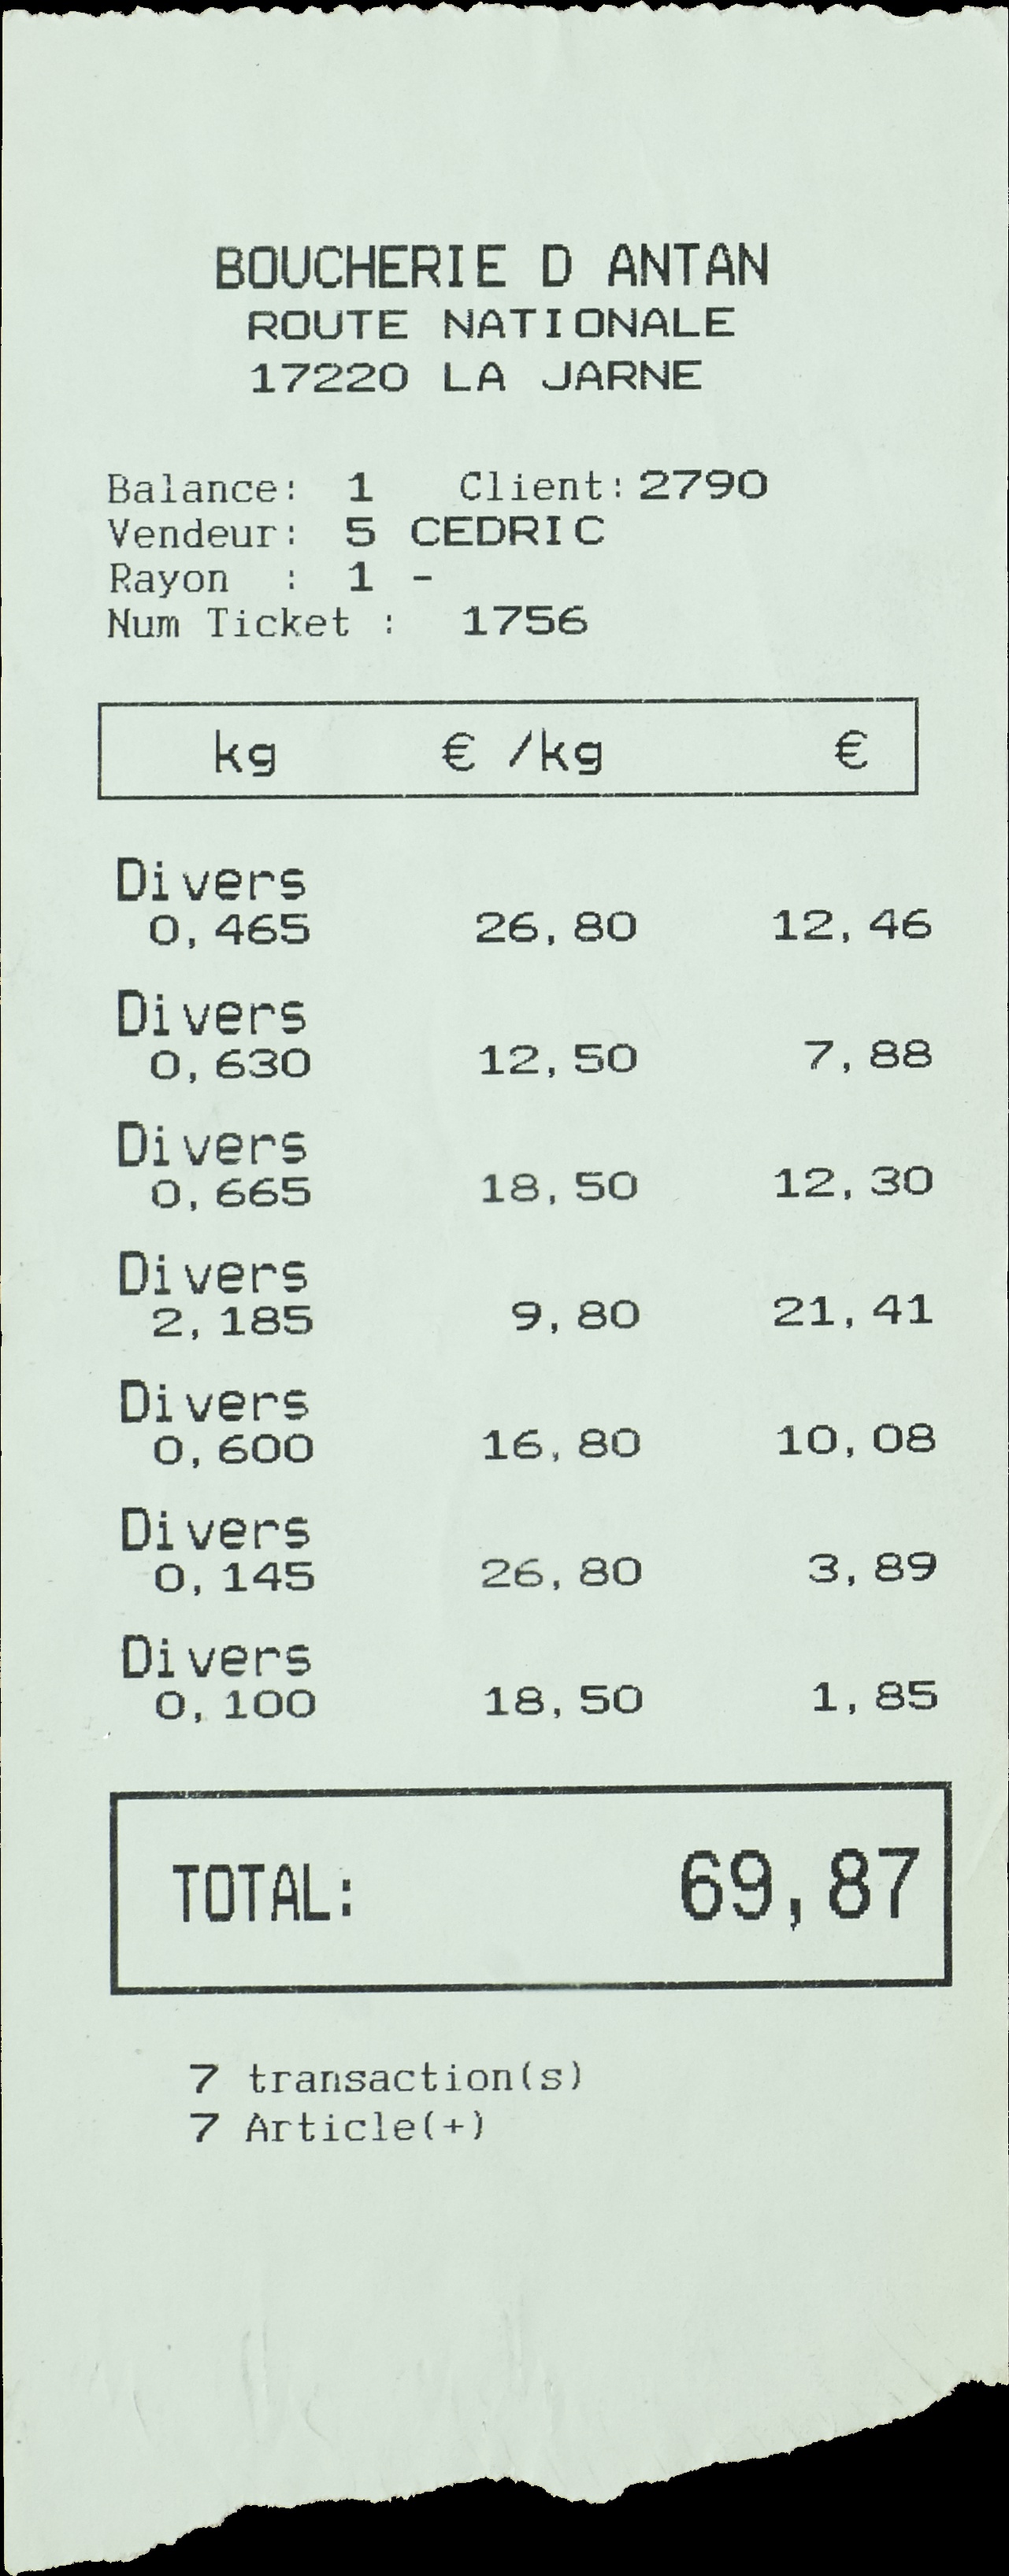 BOUCHERIE D ANTAN
ROUTE NATIONALE
17220 LA JARNE
Balance: 1 Client:2790
Vendeur: 5 CEDRIC
Rayon : 1 -
Num Ticket : 1756
kg € /kg €
Divers
0,465 26,80 12,46
Divers
0,630 12,50 7,88
Divers
0,665 18,50 12,30
Divers
2,185 9,80 21,41
Divers
0,600 16,80 10,08
Divers
0,145 26,80 3,89
Divers
0,100 18,50 1,85
TOTAL: 69,87
7 transaction(s)
7 Article(+)